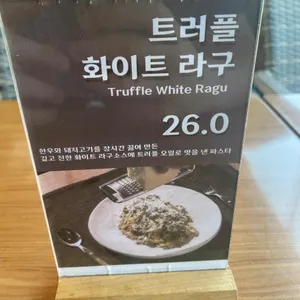 트러플
화이트 라구
Truffle White Ragu
26.0
한우와 돼지고기를 장시간 끓여 만든
깊고 진한 화이트 라구소스에 트러플 오일로 맛을 낸 파스타